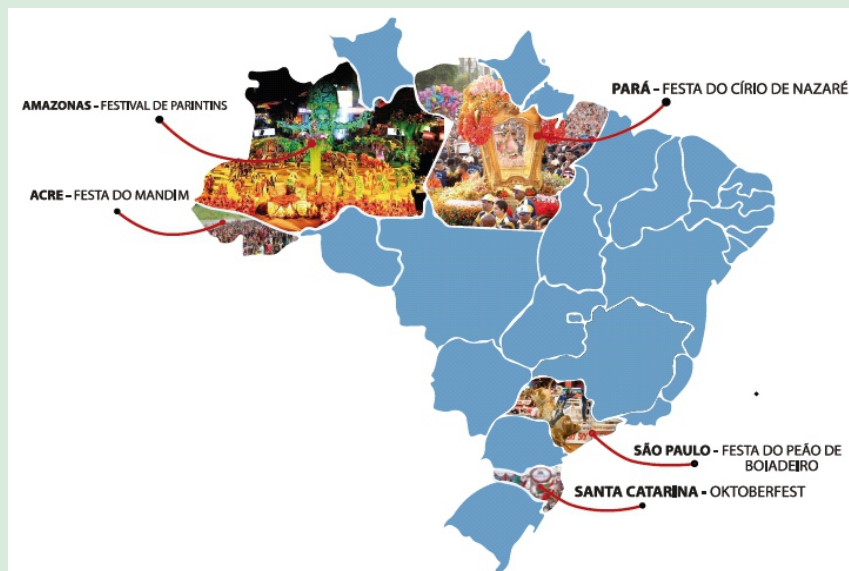 AMAZONAS - FESTIVAL DE PARINTINS
PARÁ - FESTA DO CÍRIO DE NAZARÉ
ACRE - FESTA DO MANDIM
SÃO PAULO - FESTA DO PEÃO DE
BOIADEIRO
SANTA CATARINA - OKTOBERFEST